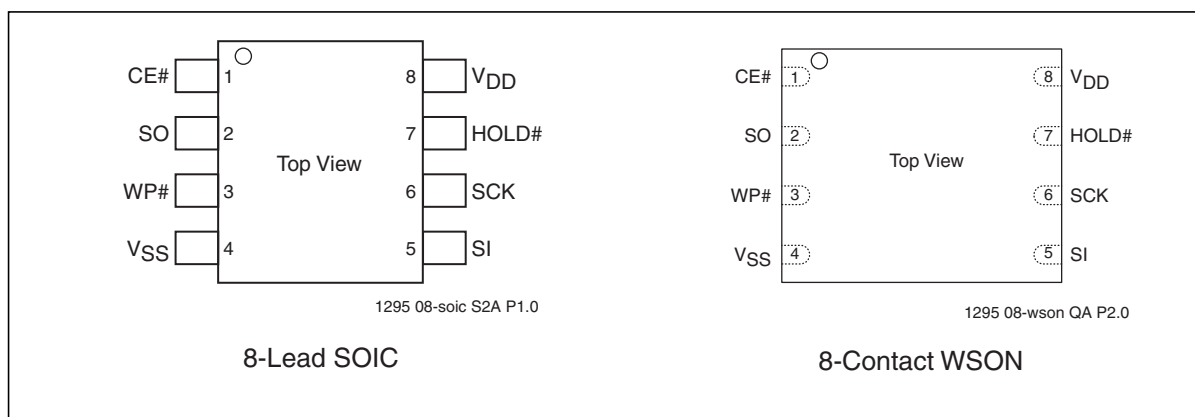 CE# 1 8 VDD
SO 2 7 HOLD#
Top View
WP# 3 6 SCK
VSS 4 5 SI
1295 08-soic S2A P1.0
8-Lead SOIC
CE# 1 8 VDD
SO 2 7 HOLD#
Top View
WP# 3 6 SCK
VSS 4 5 SI
1295 08-wson QA P2.0
8-Contact WSON